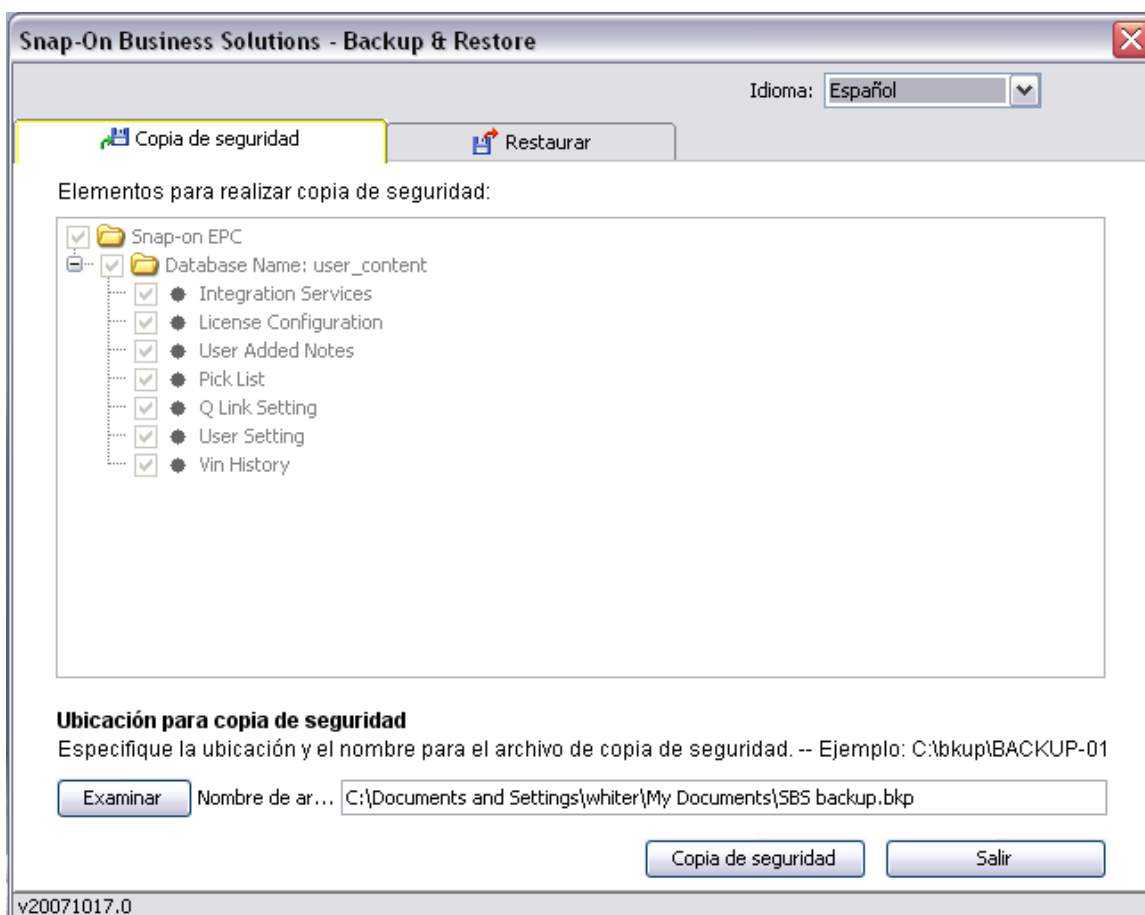 Snap-On Business Solutions - Backup & Restore
Idioma: Español
Copia de seguridad
Restaurar
Elementos para realizar copia de seguridad:
Snap-on EPC
Database Name: user_content
Integration Services
License Configuration
User Added Notes
Pick List
Q Link Setting
User Setting
Vin History
Ubicación para copia de seguridad
Especifique la ubicación y el nombre para el archivo de copia de seguridad. -- Ejemplo: C:\bkup\BACKUP-01
Examinar Nombre de ar... C:\Documents and Settings\whiter\My Documents\SBS backup.bkp
Copia de seguridad Salir
v20071017.0